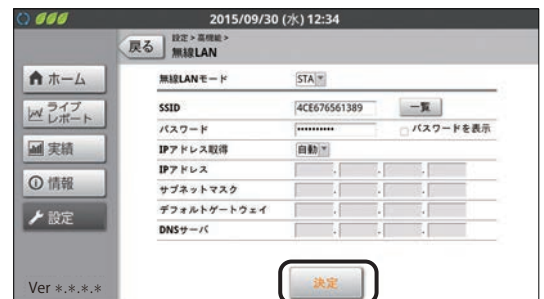 2015/09/30 (水) 12:34
戻る
設定 > 高機能 >
無線LAN
ホーム
ライブ
レポート
実績
情報
設定
Ver *.*.*.*
無線LANモード STA
SSID 4CE676561389 一覧
パスワード •••••••••• パスワードを表示
IPアドレス取得 自動
IPアドレス . . .
サブネットマスク . . .
デフォルトゲートウェイ . . .
DNSサーバ . . .
決定